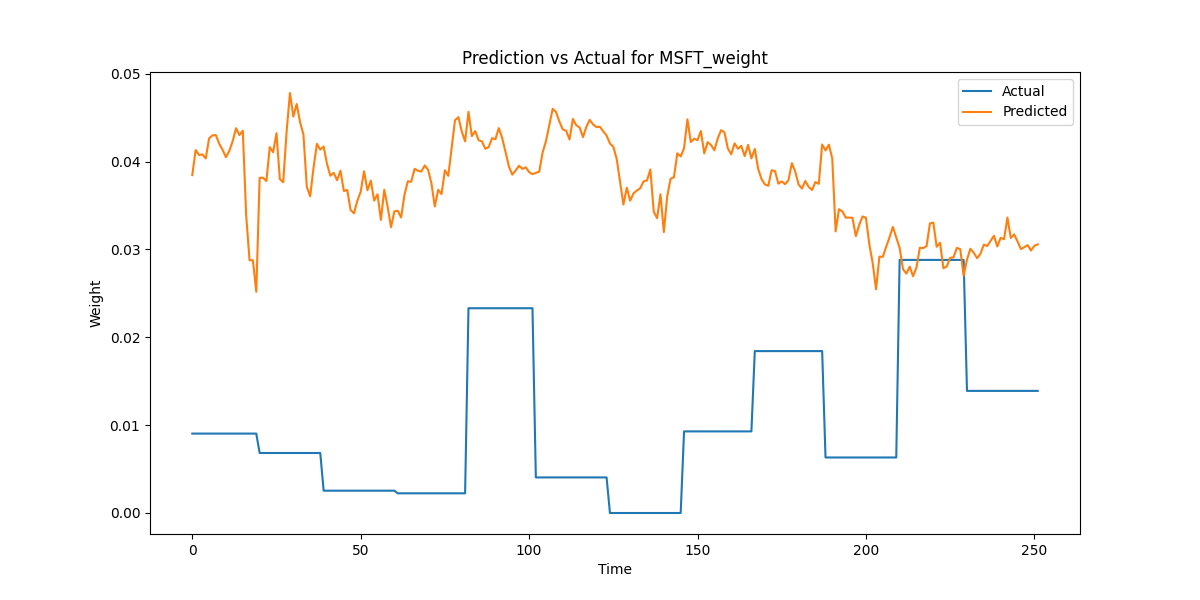 Prediction vs Actual for MSFT_weight
Actual
Predicted
Weight
0.05
0.04
0.03
0.02
0.01
0.00
0 50 100 150 200 250
Time